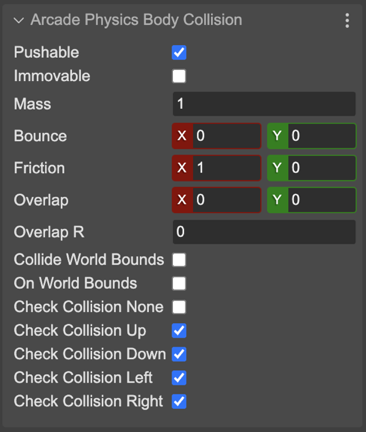 Arcade Physics Body Collision
Pushable
Immovable
Mass 1
Bounce X 0 Y 0
Friction X 1 Y 0
Overlap X 0 Y 0
Overlap R 0
Collide World Bounds
On World Bounds
Check Collision None
Check Collision Up
Check Collision Down
Check Collision Left
Check Collision Right